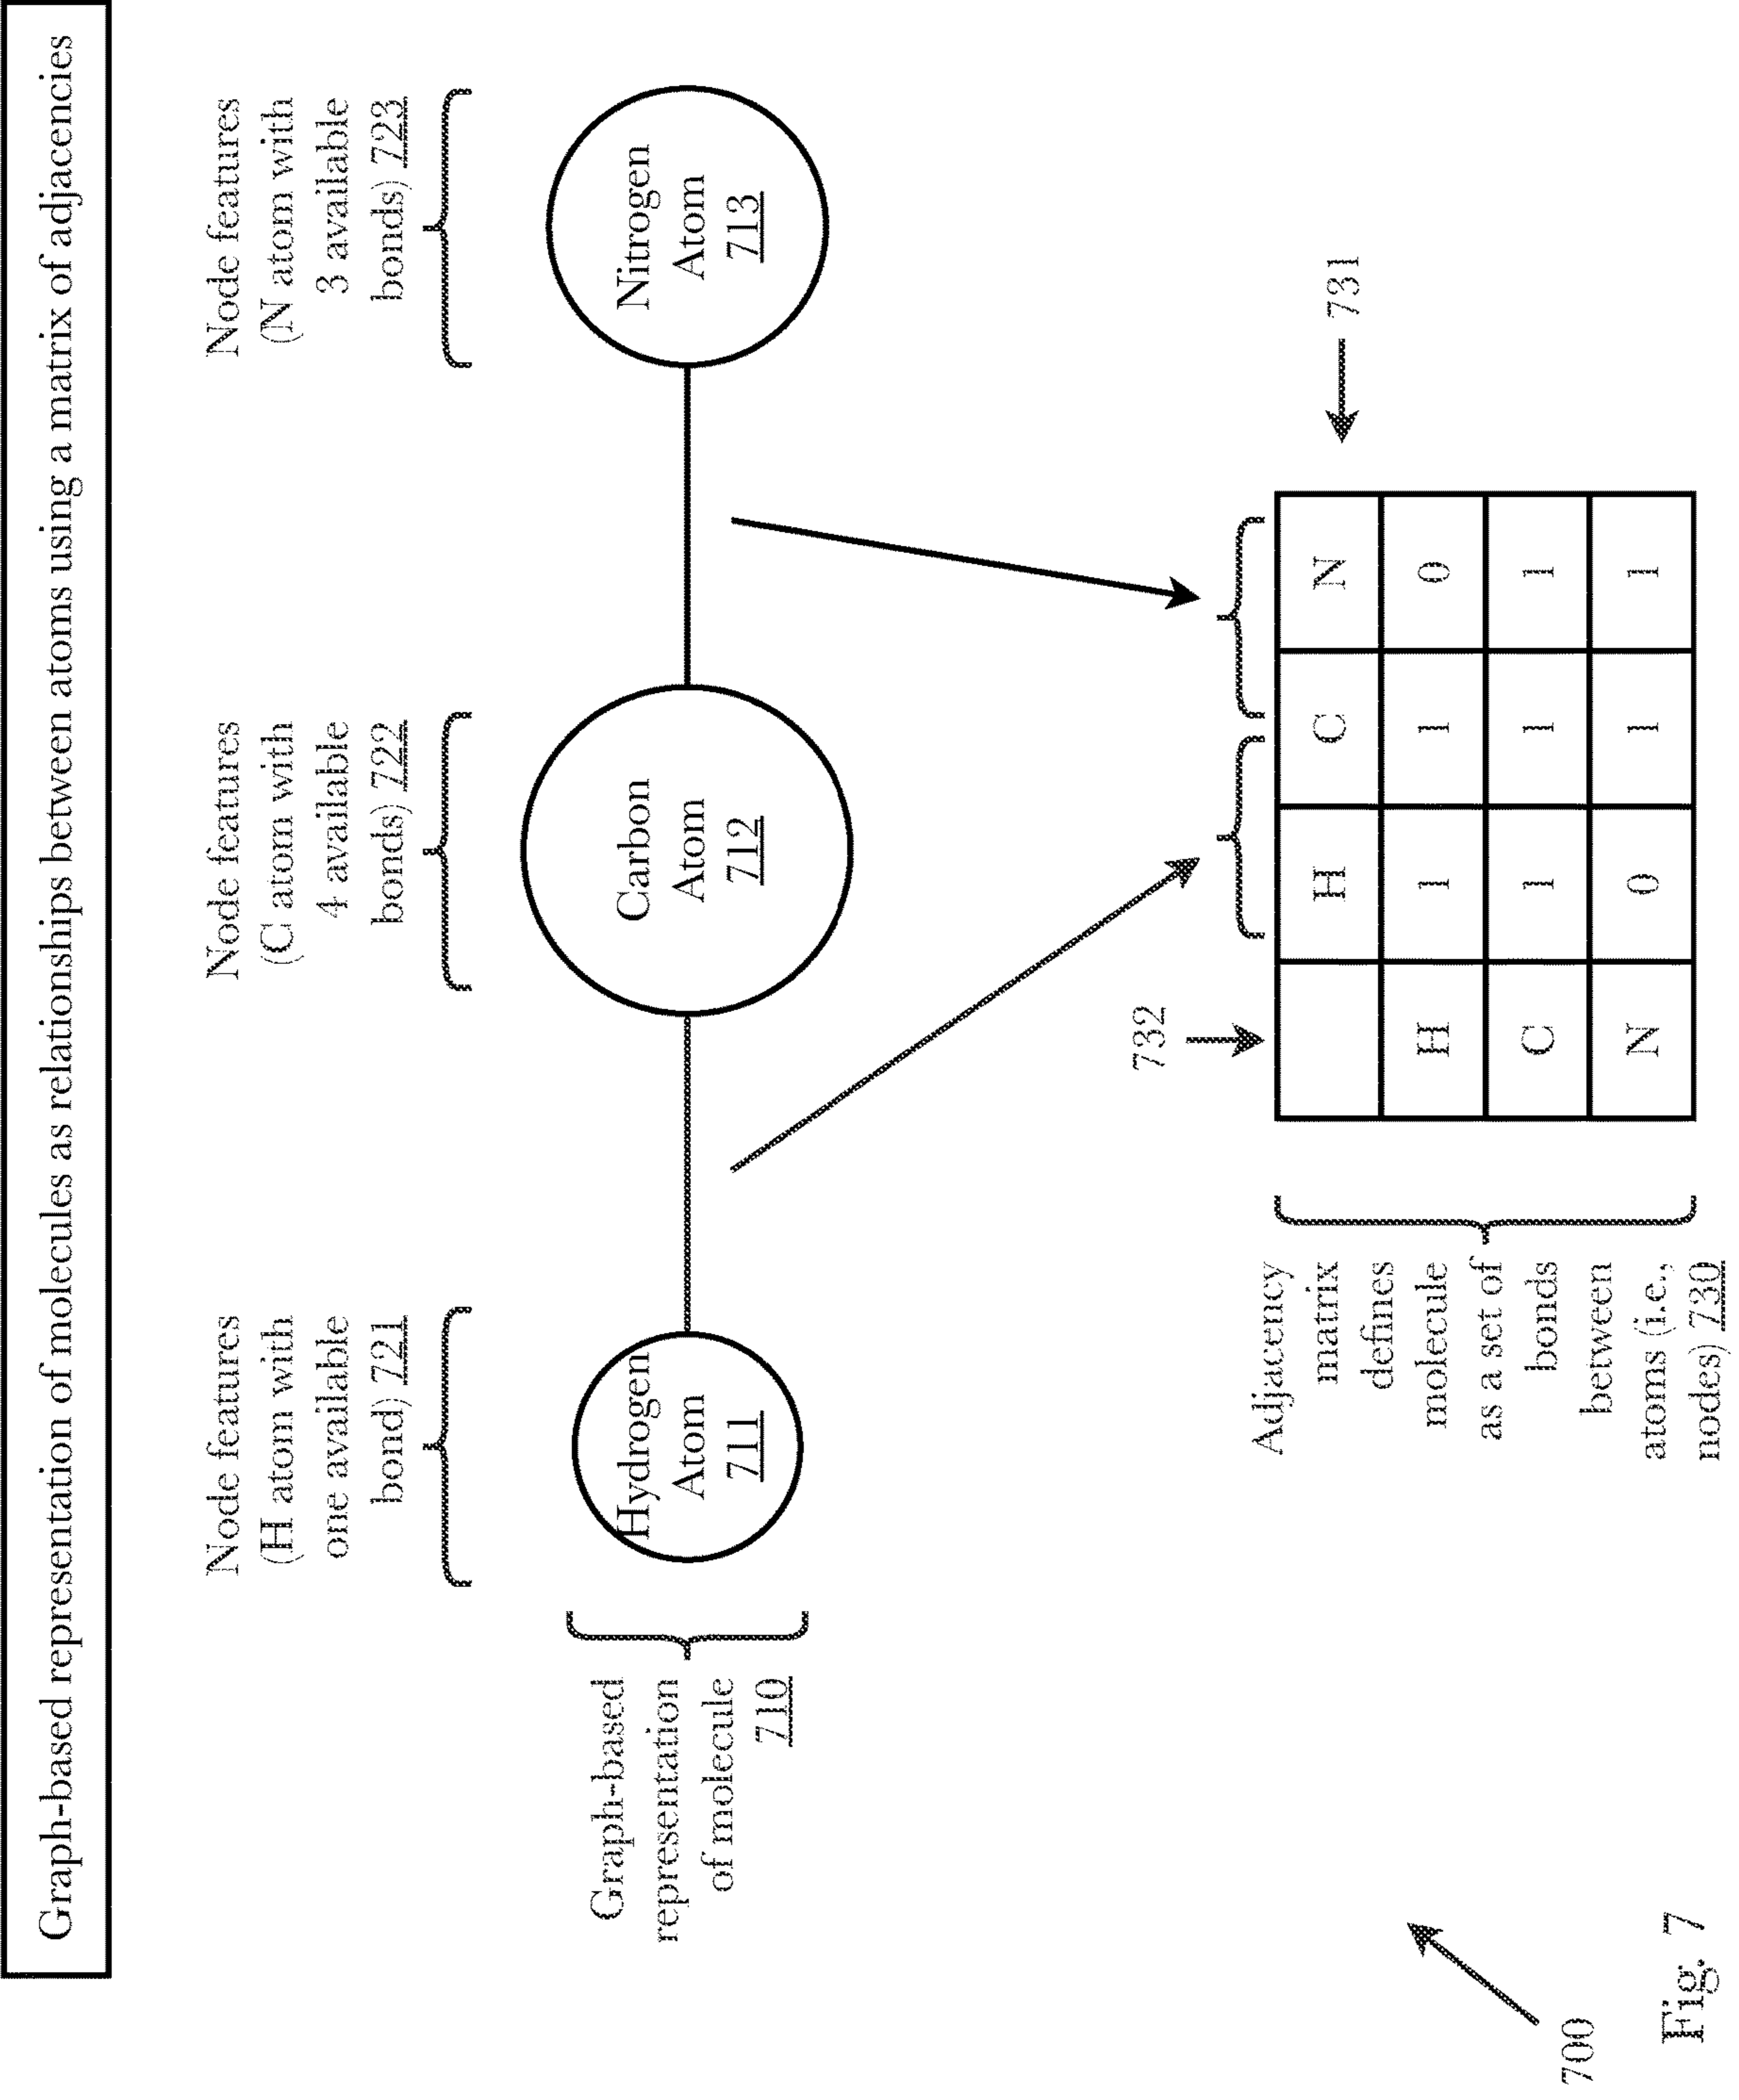 Graph-based representation of molecules as relationships between atoms using a matrix of adjacencies
Node features
(H atom with
one available
bond) 721
Node features
(C atom with
4 available
bonds) 722
Node features
(N atom with
3 available
bonds) 723
Graph-based
representation
of molecule
710
Hydrogen
Atom
711
Carbon
Atom
712
Nitrogen
Atom
713
732
731
Adjacency
matrix
defines
molecule
as a set of
bonds
between
atoms (i.e.,
nodes) 730
H C N
H 1 1 0
C 1 1 1
N 0 1 1
700
Fig. 7